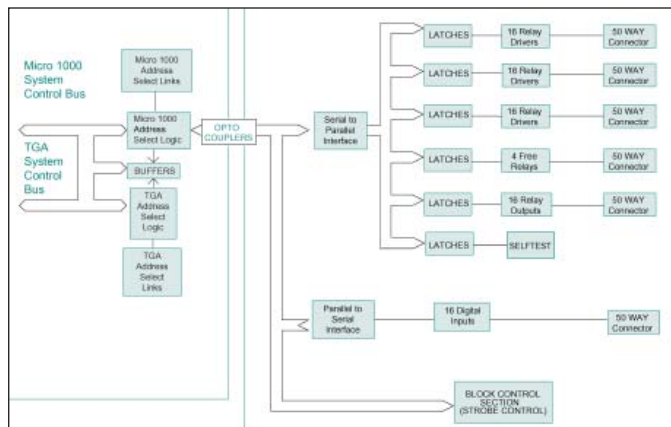 Micro 1000
System
Control Bus
TGA
System
Control
Bus
Micro 1000
Address
Select Links
Micro 1000
Address
Select Logic
BUFFERS
TGA
Address
Select
Logic
TGA
Address
Select
Links
OPTO
COUPLERS
Serial to
Parallel
Interface
LATCHES
16 Relay
Drivers
50 WAY
Connector
LATCHES
16 Relay
Drivers
50 WAY
Connector
LATCHES
16 Relay
Drivers
50 WAY
Connector
LATCHES
4 Free
Relays
50 WAY
Connector
LATCHES
16 Relay
Outputs
50 WAY
Connector
LATCHES
SELFTEST
Parallel to
Serial
Interface
16 Digital
Inputs
50 WAY
Connector
BLOCK CONTROL
SECTION
(STROBE CONTROL)